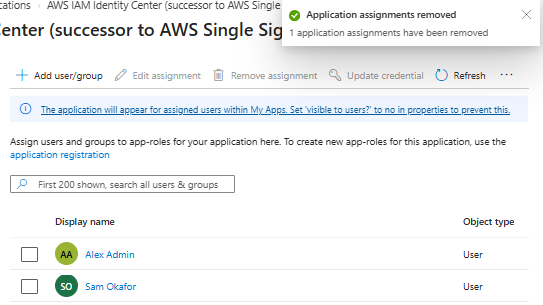 cations > AWS IAM Identity Center (successor to AWS Single
Center (successor to AWS Single Sig
Application assignments removed
1 application assignments have been removed
Add user/group Edit assignment Remove assignment Update credential Refresh ...
The application will appear for assigned users within My Apps. Set 'visible to users?' to no in properties to prevent this.
Assign users and groups to app-roles for your application here. To create new app-roles for this application, use the
application registration
First 200 shown, search all users & groups
Display name Object type
AA Alex Admin User
SO Sam Okafor User